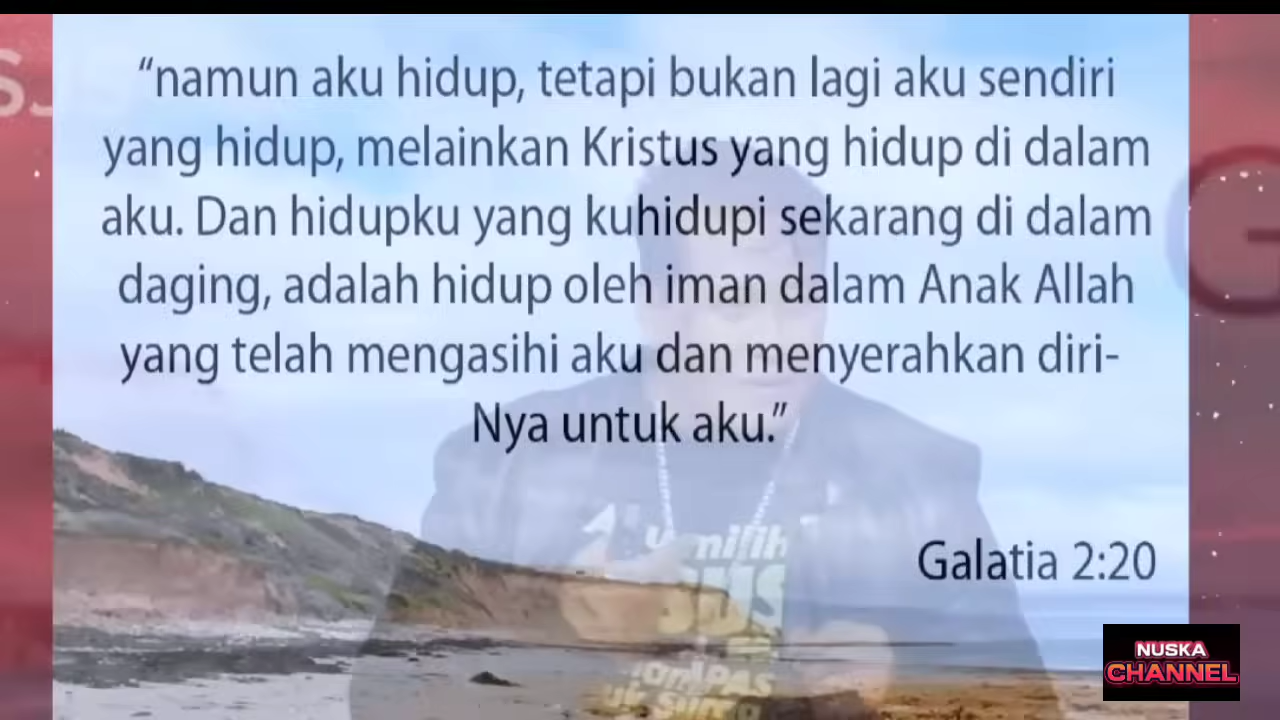 “namun aku hidup, tetapi bukan lagi aku sendiri
yang hidup, melainkan Kristus yang hidup di dalam
aku. Dan hidupku yang kuhidupi sekarang di dalam
daging, adalah hidup oleh iman dalam Anak Allah
yang telah mengasihi aku dan menyerahkan diri-
Nya untuk aku.”
Galatia 2:20
NUSKA
CHANNEL